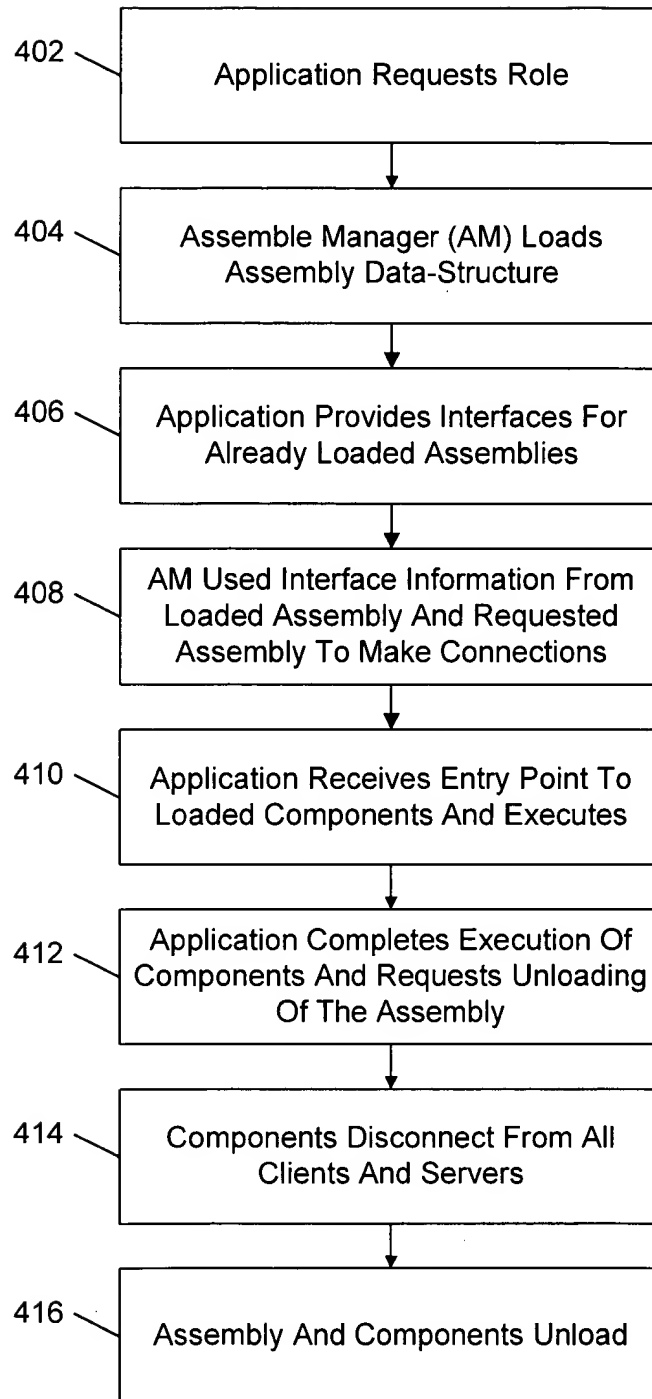 402
Application Requests Role
404
Assemble Manager (AM) Loads
Assembly Data-Structure
406
Application Provides Interfaces For
Already Loaded Assemblies
408
AM Used Interface Information From
Loaded Assembly And Requested
Assembly To Make Connections
410
Application Receives Entry Point To
Loaded Components And Executes
412
Application Completes Execution Of
Components And Requests Unloading
Of The Assembly
414
Components Disconnect From All
Clients And Servers
416
Assembly And Components Unload